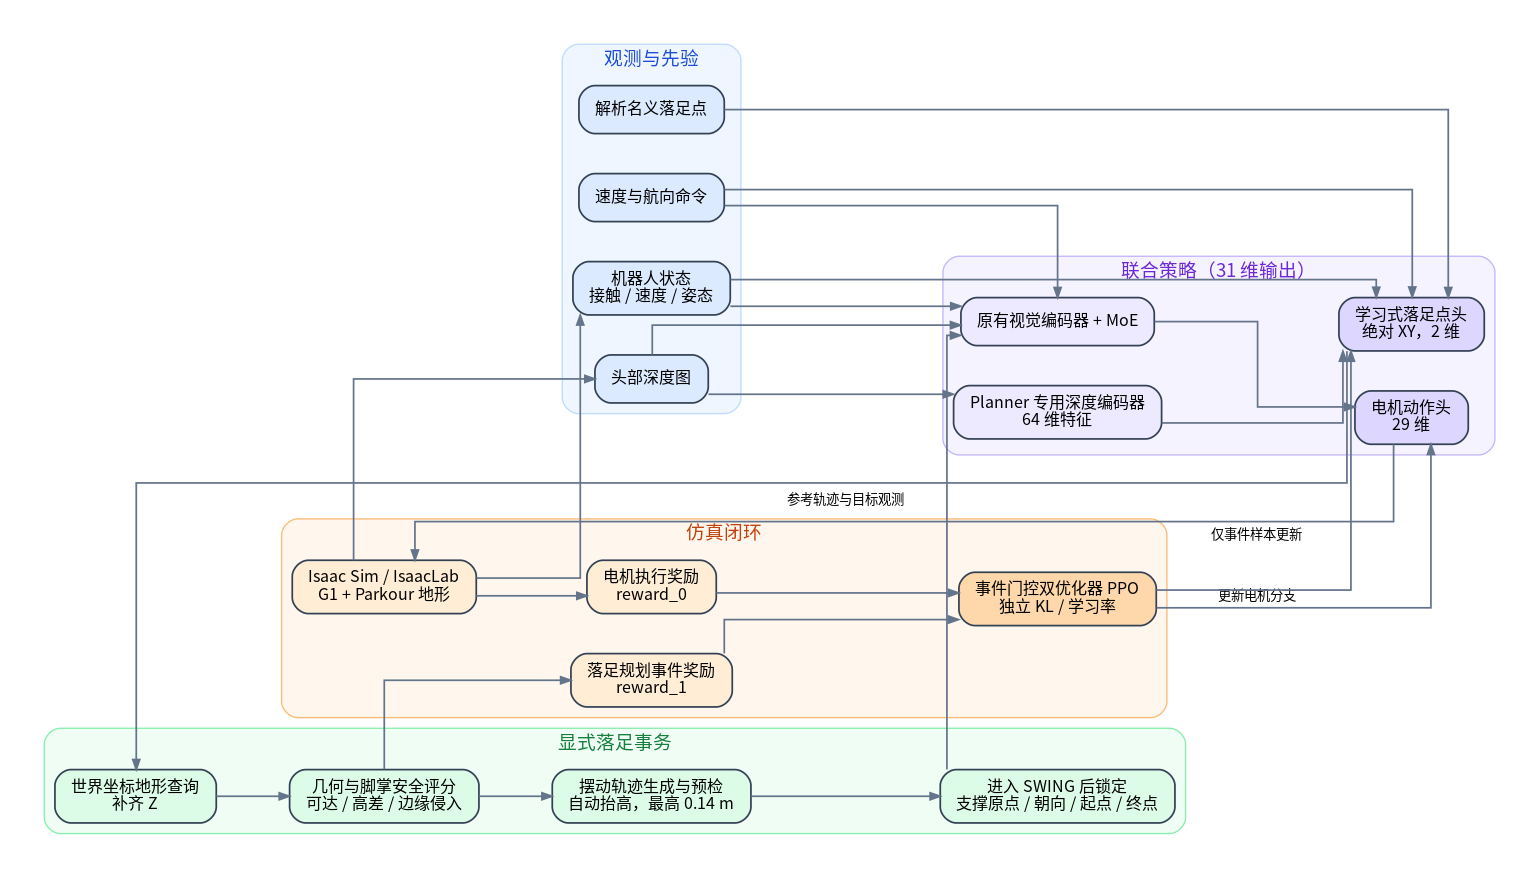 观测与先验
解析名义落足点
速度与航向命令
机器人状态
接触 / 速度 / 姿态
头部深度图
联合策略（31 维输出）
原有视觉编码器 + MoE
学习式落足点头
绝对 XY，2 维
Planner 专用深度编码器
64 维特征
电机动作头
29 维
参考轨迹与目标观测
仅事件样本更新
更新电机分支
仿真闭环
Isaac Sim / IsaacLab
G1 + Parkour 地形
电机执行奖励
reward_0
事件门控双优化器 PPO
独立 KL / 学习率
落足规划事件奖励
reward_1
显式落足事务
世界坐标地形查询
补齐 Z
几何与脚掌安全评分
可达 / 高差 / 边缘侵入
摆动轨迹生成与预检
自动抬高，最高 0.14 m
进入 SWING 后锁定
支撑原点 / 朝向 / 起点 / 终点